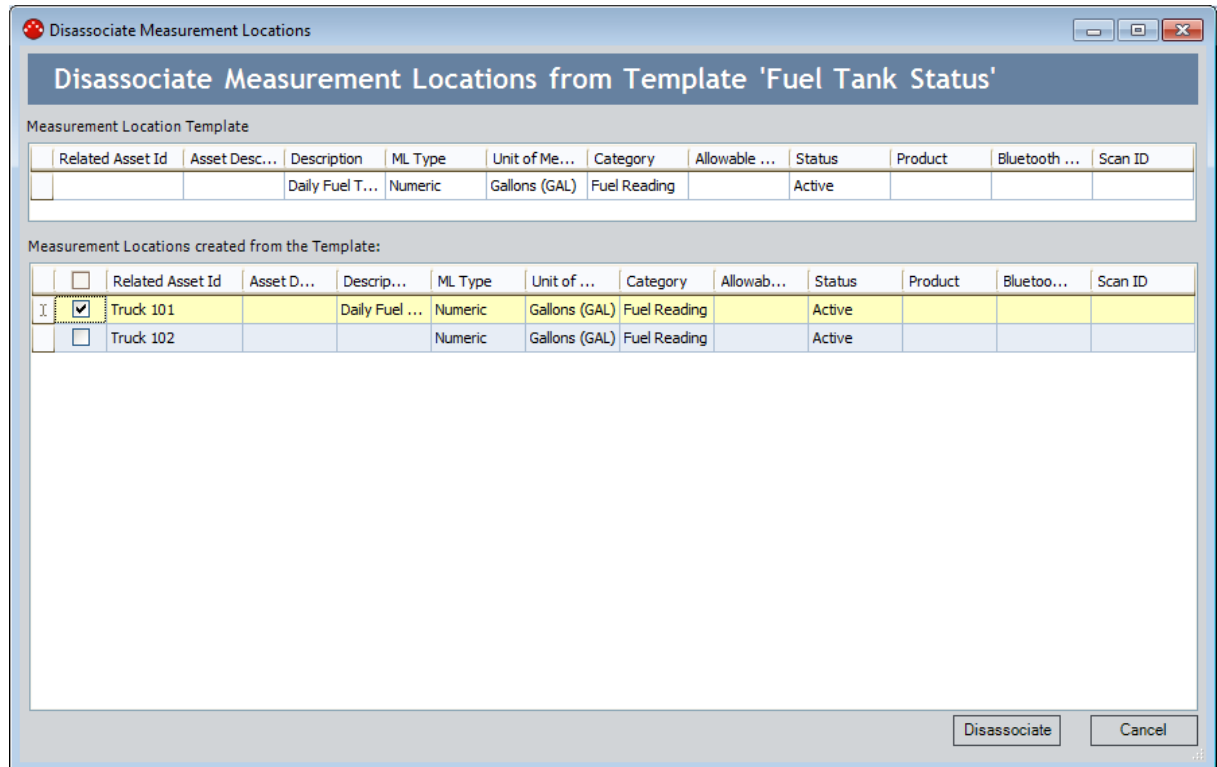 Disassociate Measurement Locations
Disassociate Measurement Locations from Template 'Fuel Tank Status'
Measurement Location Template
Related Asset Id Asset Desc... Description ML Type Unit of Me... Category Allowable ... Status Product Bluetooth ... Scan ID
Daily Fuel T... Numeric Gallons (GAL) Fuel Reading Active
Measurement Locations created from the Template:
Related Asset Id Asset D... Descrip... ML Type Unit of ... Category Allowab... Status Product Bluetoo... Scan ID
Truck 101 Daily Fuel ... Numeric Gallons (GAL) Fuel Reading Active
Truck 102 Numeric Gallons (GAL) Fuel Reading Active
Disassociate Cancel